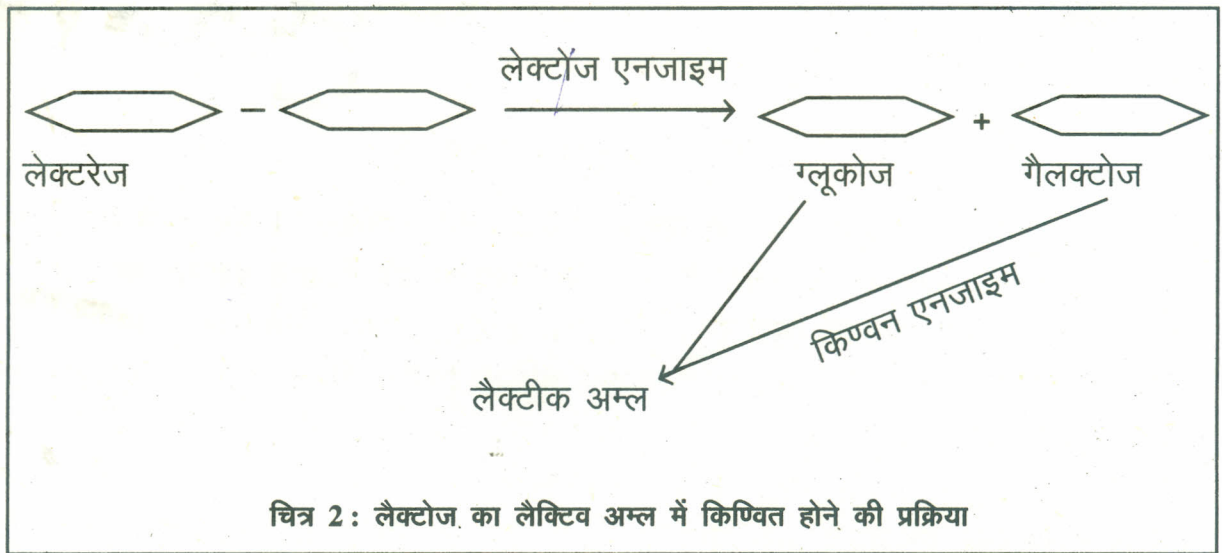 लेक्टोज एनजाइम
– +
लेक्टरेज ग्लूकोज गैलक्टोज
किण्वन एनजाइम
लैक्टीक अम्ल
चित्र 2: लैक्टोज का लैक्टिव अम्ल में किण्वित होने की प्रक्रिया